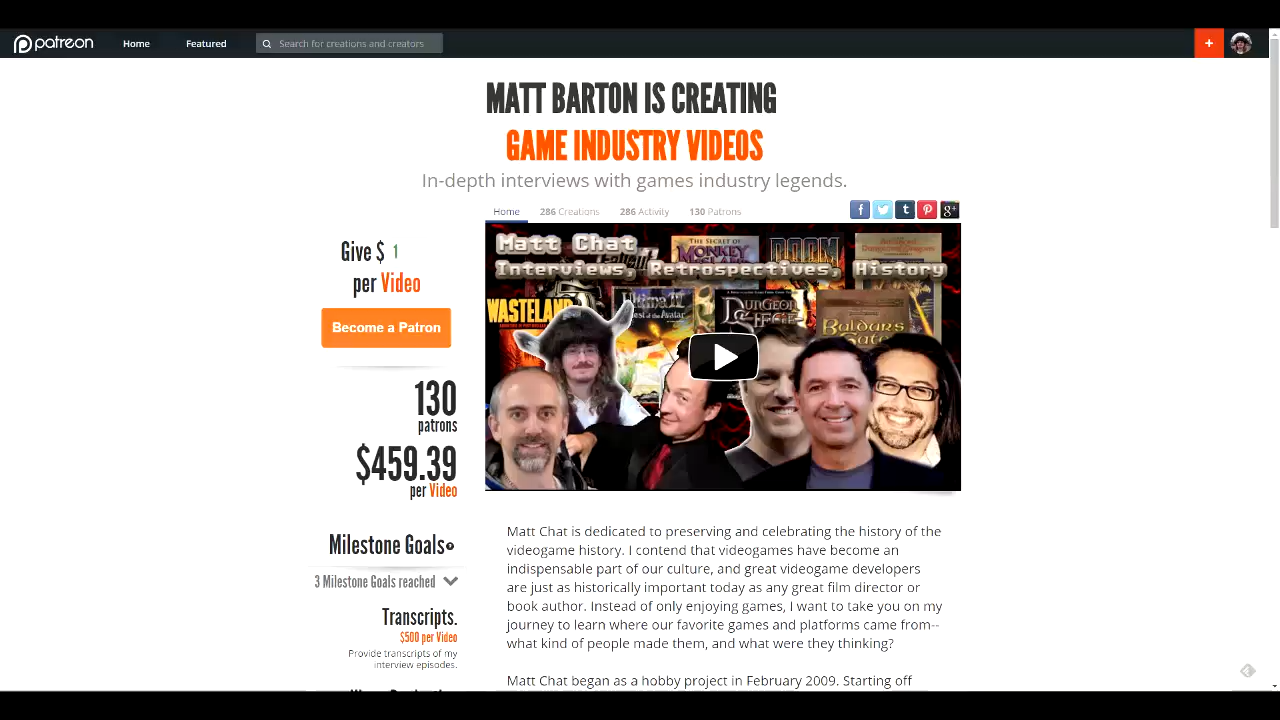 patreon Home Featured Search for creations and creators +
MATT BARTON IS CREATING
GAME INDUSTRY VIDEOS
In-depth interviews with games industry legends.
Home 286 Creations 286 Activity 130 Patrons
Give $ 1
per Video
Become a Patron
130
patrons
$459.39
per Video
Milestone Goals
3 Milestone Goals reached
Transcripts.
$500 per Video
Provide transcripts of my
interview episodes.
Matt Chat
Interviews, Retrospectives, History
THE SECRET OF
MONKEY
DOOM
WASTELAND
Ultima
DUNGEON
SIEGE
Baldurs
Gate
Matt Chat is dedicated to preserving and celebrating the history of the
videogame history. I contend that videogames have become an
indispensable part of our culture, and great videogame developers
are just as historically important today as any great film director or
book author. Instead of only enjoying games, I want to take you on my
journey to learn where our favorite games and platforms came from--
what kind of people made them, and what were they thinking?
Matt Chat began as a hobby project in February 2009. Starting off